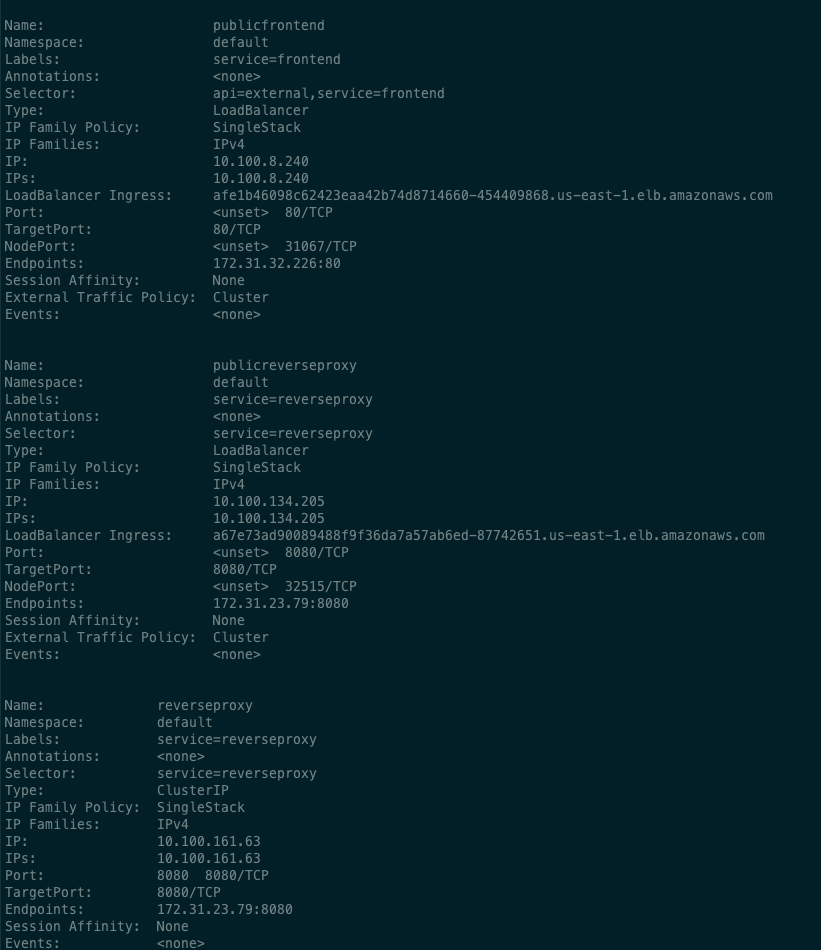 Name: publicfrontend
Namespace: default
Labels: service=frontend
Annotations: <none>
Selector: api=external,service=frontend
Type: LoadBalancer
IP Family Policy: SingleStack
IP Families: IPv4
IP: 10.100.8.240
IPs: 10.100.8.240
LoadBalancer Ingress: afe1b46098c62423eaa42b74d8714660-454409868.us-east-1.elb.amazonaws.com
Port: <unset> 80/TCP
TargetPort: 80/TCP
NodePort: <unset> 31067/TCP
Endpoints: 172.31.32.226:80
Session Affinity: None
External Traffic Policy: Cluster
Events: <none>
Name: publicreverseproxy
Namespace: default
Labels: service=reverseproxy
Annotations: <none>
Selector: service=reverseproxy
Type: LoadBalancer
IP Family Policy: SingleStack
IP Families: IPv4
IP: 10.100.134.205
IPs: 10.100.134.205
LoadBalancer Ingress: a67e73ad90089488f9f36da7a57ab6ed-87742651.us-east-1.elb.amazonaws.com
Port: <unset> 8080/TCP
TargetPort: 8080/TCP
NodePort: <unset> 32515/TCP
Endpoints: 172.31.23.79:8080
Session Affinity: None
External Traffic Policy: Cluster
Events: <none>
Name: reverseproxy
Namespace: default
Labels: service=reverseproxy
Annotations: <none>
Selector: service=reverseproxy
Type: ClusterIP
IP Family Policy: SingleStack
IP Families: IPv4
IP: 10.100.161.63
IPs: 10.100.161.63
Port: 8080 8080/TCP
TargetPort: 8080/TCP
Endpoints: 172.31.23.79:8080
Session Affinity: None
Events: <none>